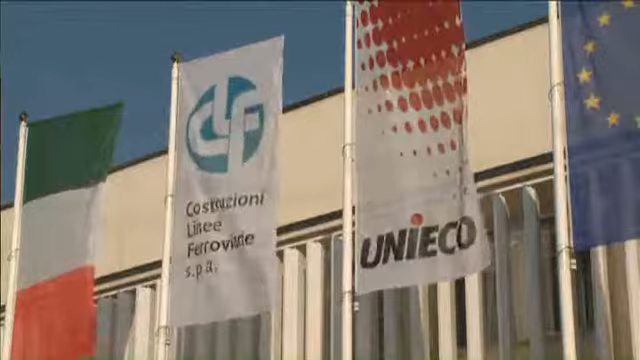 CLF
Costruzioni
Linee
Ferroviarie
s.p.a.
UNIECO